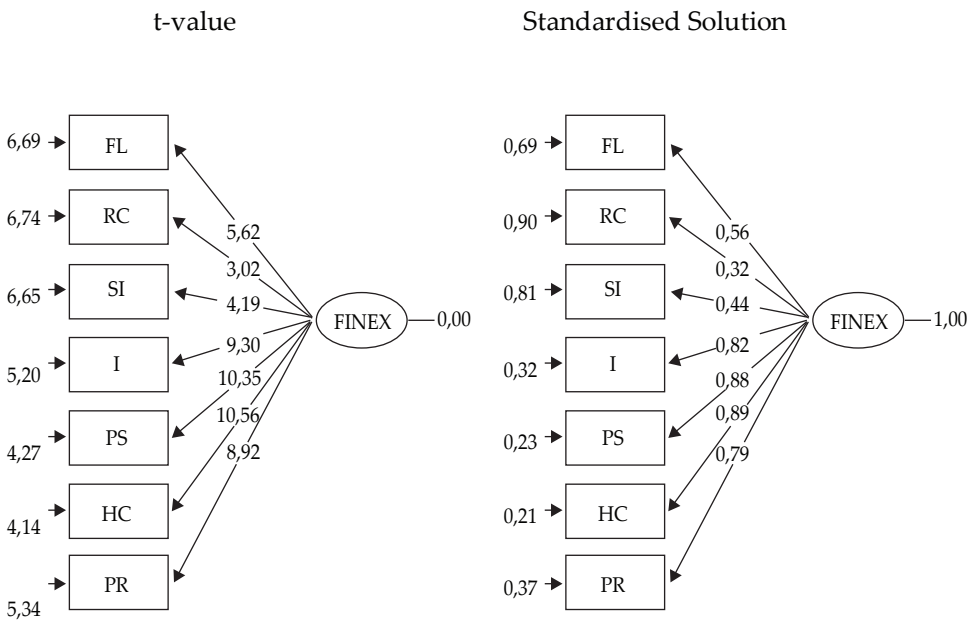 t-value
6,69 FL
6,74 RC
6,65 SI
5,20 I
4,27 PS
4,14 HC
5,34 PR
5,62
3,02
4,19
9,30
10,35
10,56
8,92
FINEX 0,00
Standardised Solution
0,69 FL
0,90 RC
0,81 SI
0,32 I
0,23 PS
0,21 HC
0,37 PR
0,56
0,32
0,44
0,82
0,88
0,89
0,79
FINEX 1,00